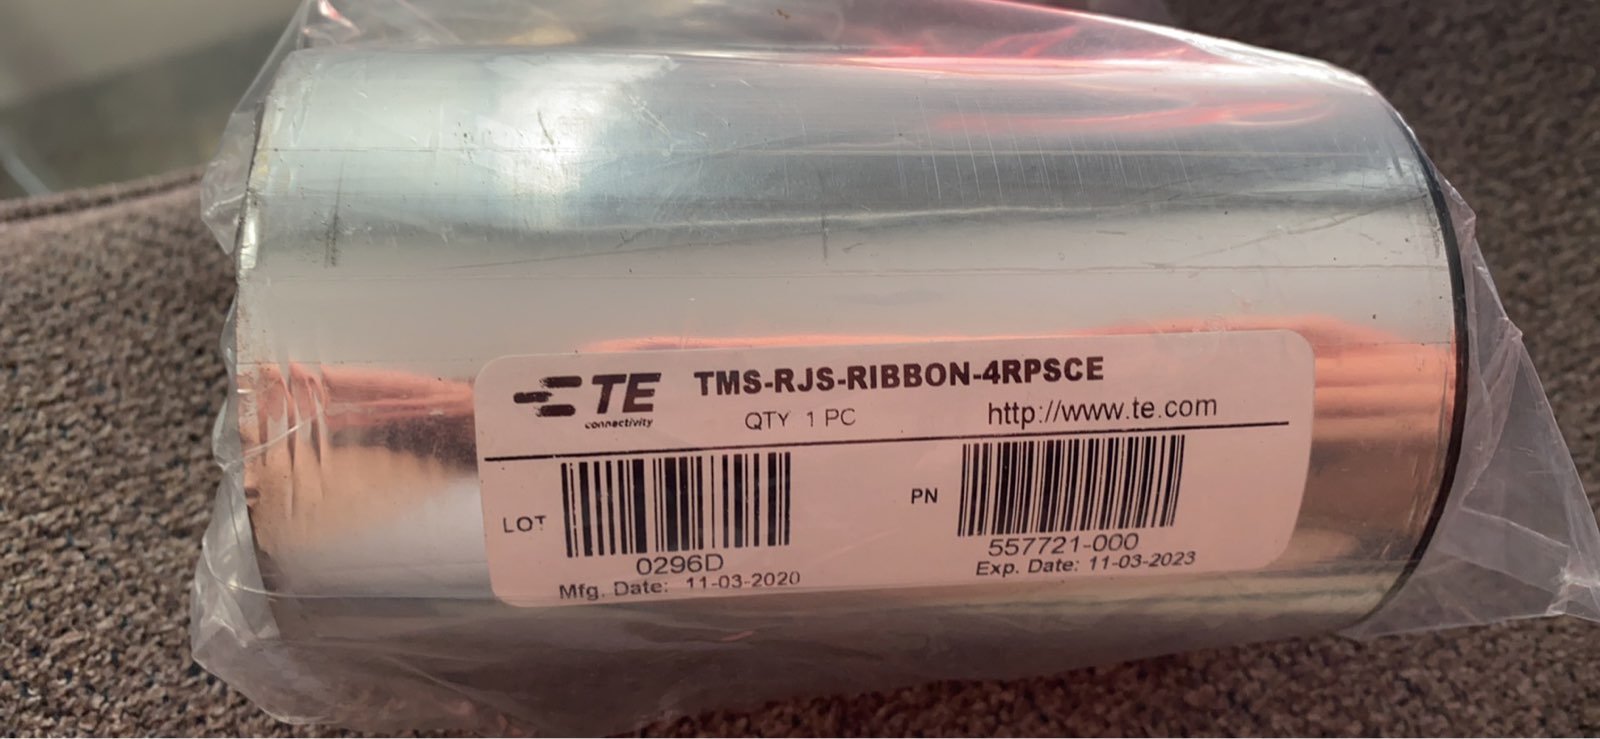 TE
connectivity
TMS-RJS-RIBBON-4RPSCE
QTY 1 PC
http://www.te.com
LOT
0296D
Mfg. Date: 11-03-2020
PN
557721-000
Exp. Date: 11-03-2023